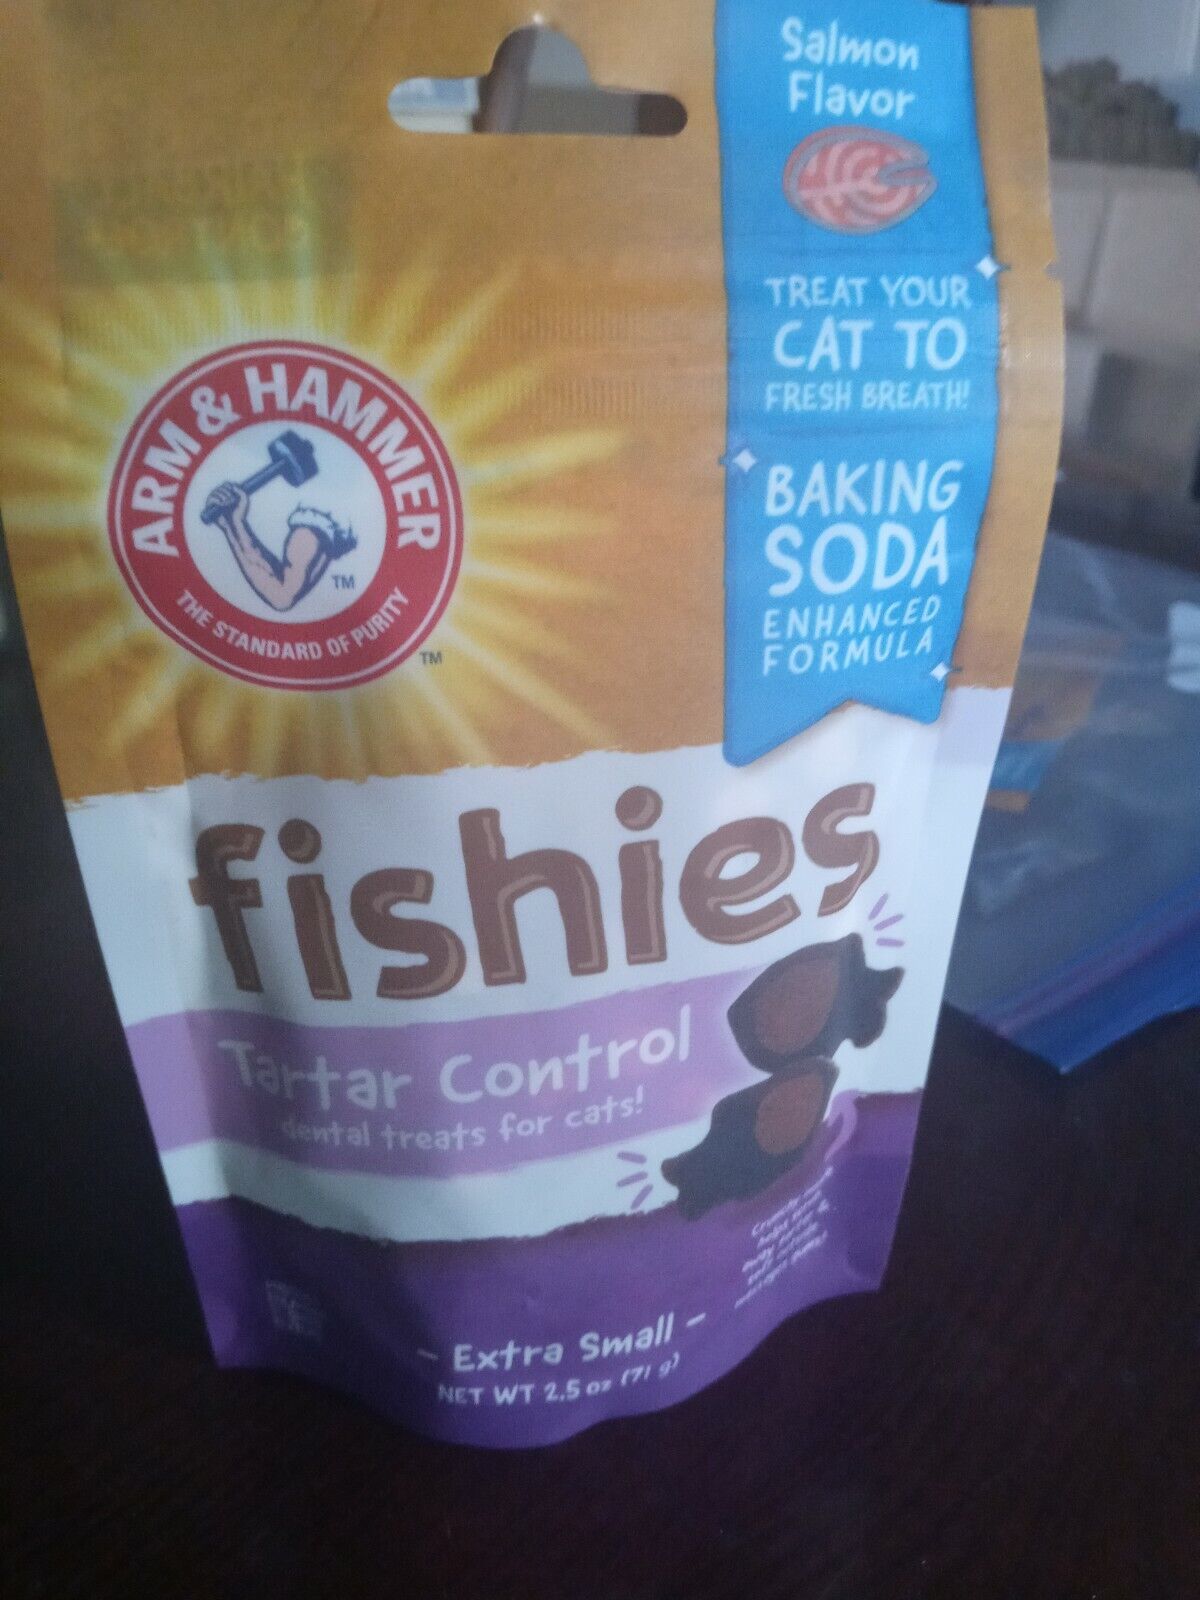 Salmon
Flavor
TREAT YOUR
CAT TO
FRESH BREATH!
BAKING
SODA
ENHANCED
FORMULA
ARM & HAMMER
TM
THE STANDARD OF PURITY
TM
fishies
Tartar Control
dental treats for cats!
- Extra Small -
NET WT 2.5 oz (71 g)